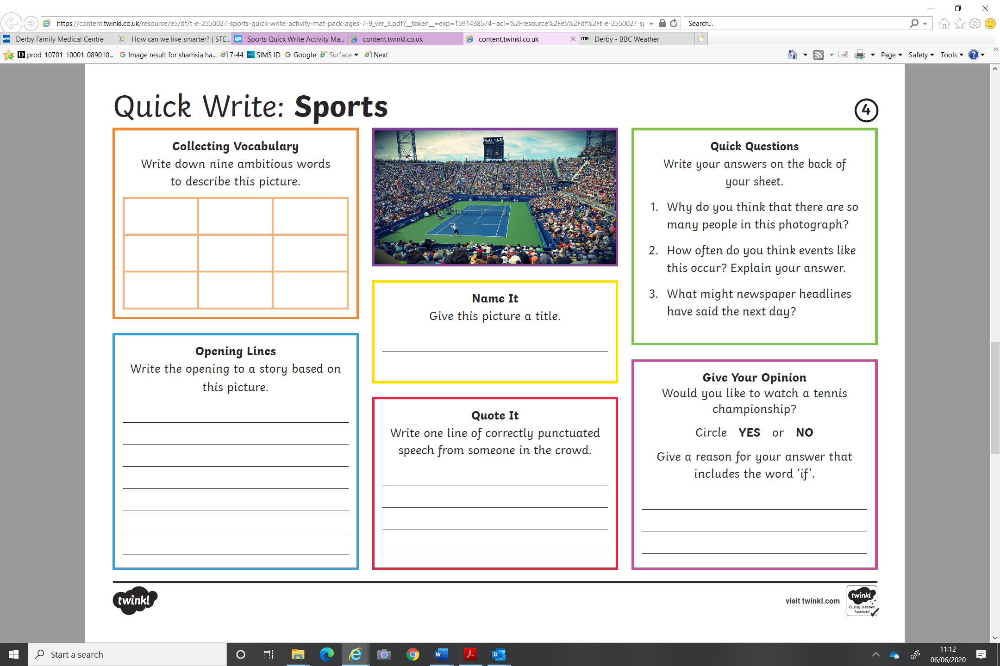 https://content.twinkl.co.uk/resource/e5/df/t-e-2550027-sports-quick-write-activity-mat-pack-ages-7-9_ver_3.pdf?__token__=exp=1591438574~acl=%2Fresource%2Fe5%2Fdf%2Ft-e-2550027-s
Search...
Derby Family Medical Centre
How can we live smarter? | STE...
Sports Quick Write Activity Ma...
content.twinkl.co.uk
content.twinkl.co.uk
Derby - BBC Weather
prod_10701_10001_089010...
Image result for shamsia ha...
7-44
SIMS ID
Google
Surface
Next
Page
Safety
Tools
Quick Write: Sports
4
Collecting Vocabulary
Write down nine ambitious words
to describe this picture.
Opening Lines
Write the opening to a story based on
this picture.
Name It
Give this picture a title.
Quote It
Write one line of correctly punctuated
speech from someone in the crowd.
Quick Questions
Write your answers on the back of
your sheet.
1. Why do you think that there are so
many people in this photograph?
2. How often do you think events like
this occur? Explain your answer.
3. What might newspaper headlines
have said the next day?
Give Your Opinion
Would you like to watch a tennis
championship?
Circle YES or NO
Give a reason for your answer that
includes the word ‘if’.
twinkl
visit twinkl.com
twinkl
Quality Standard
Approved
Start a search
11:12
06/06/2020